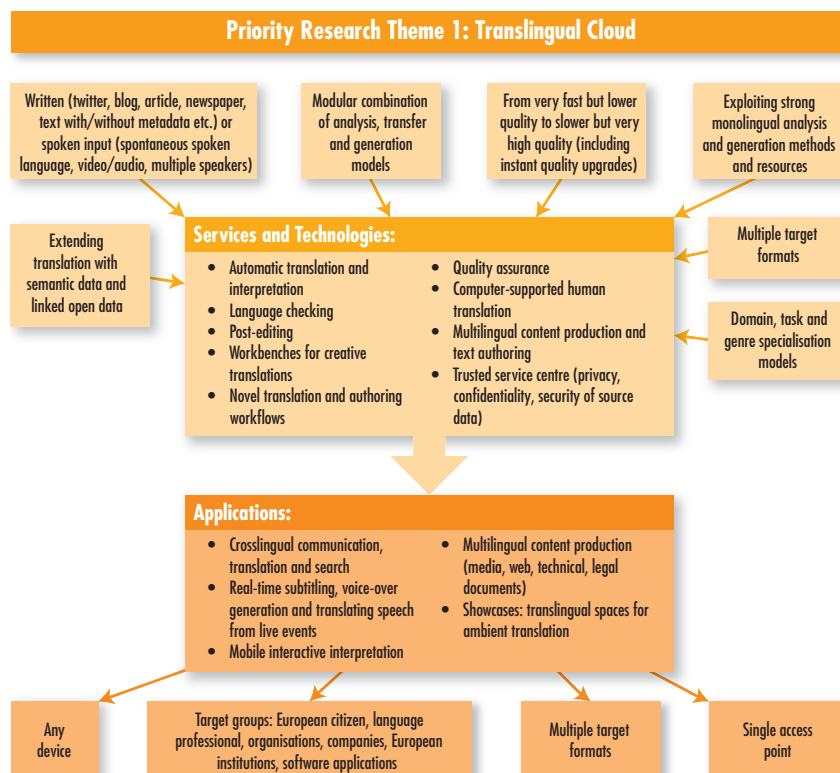 Priority Research Theme 1: Translingual Cloud
Written (twitter, blog, article, newspaper,
text with/without metadata etc.) or
spoken input (spontaneous spoken
language, video/audio, multiple speakers)
Modular combination
of analysis, transfer
and generation
models
From very fast but lower
quality to slower but very
high quality (including
instant quality upgrades)
Exploiting strong
monolingual analysis
and generation methods
and resources
Extending
translation with
semantic data and
linked open data
Services and Technologies:
• Automatic translation and
interpretation
• Language checking
• Post-editing
• Workbenches for creative
translations
• Novel translation and authoring
workflows
• Quality assurance
• Computer-supported human
translation
• Multilingual content production and
text authoring
• Trusted service centre (privacy,
confidentiality, security of source
data)
Multiple target
formats
Domain, task and
genre specialisation
models
Applications:
• Crosslingual communication,
translation and search
• Real-time subtitling, voice-over
generation and translating speech
from live events
• Mobile interactive interpretation
• Multilingual content production
(media, web, technical, legal
documents)
• Showcases: translingual spaces for
ambient translation
Any
device
Target groups: European citizen, language
professional, organisations, companies, European
institutions, software applications
Multiple target
formats
Single access
point